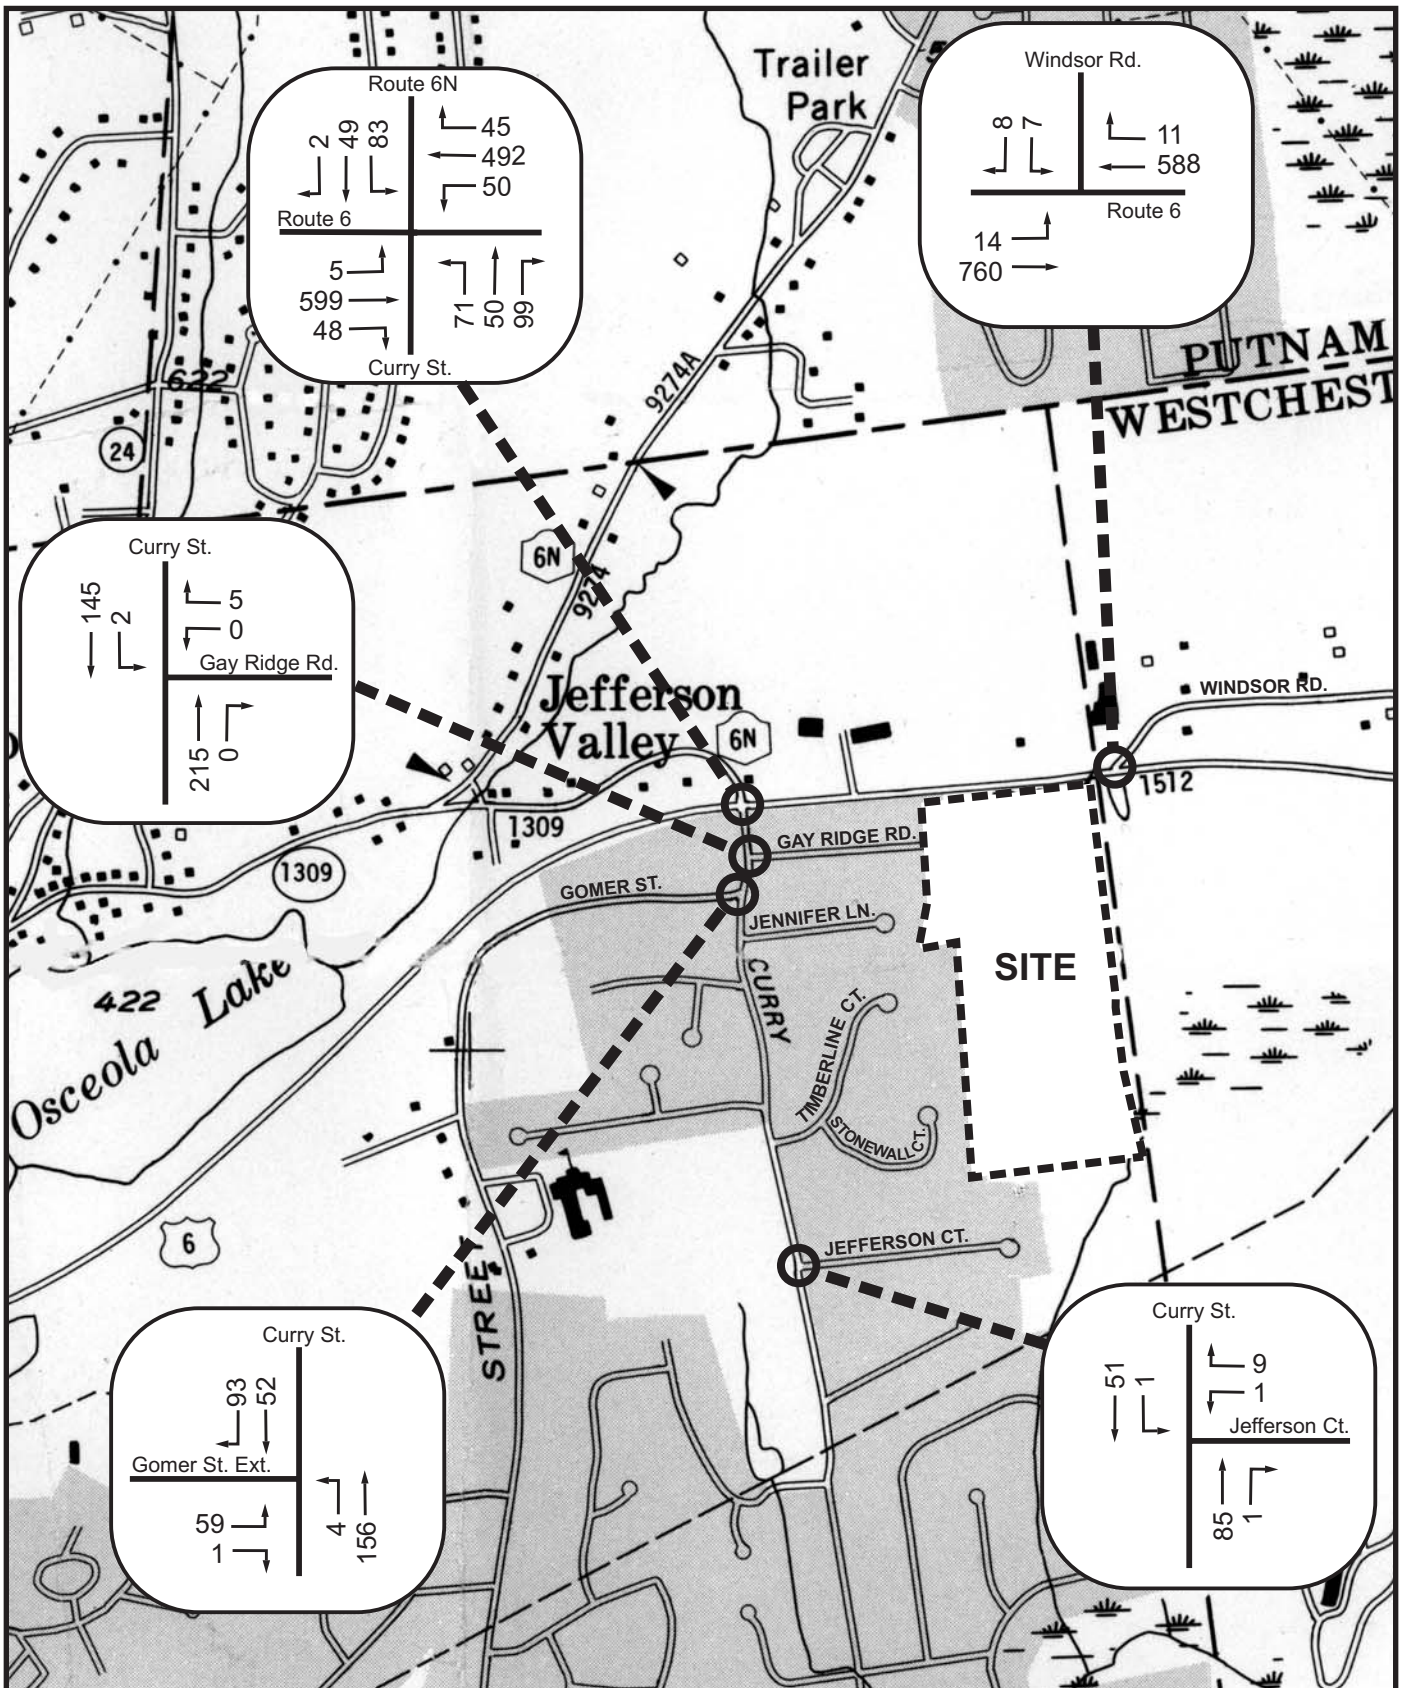 Trailer
Park
5
Route 6N
2
49
83
45
492
50
Route 6
5
599
48
71
50
99
Curry St.
Windsor Rd.
8
7
11
588
Route 6
14
760
PUTNAM
WESTCHEST
622
24
9274A
6N
9274
Curry St.
145
2
5
0
Gay Ridge Rd.
215
0
Jefferson
Valley
6N
WINDSOR RD.
1512
1309
1309
GAY RIDGE RD.
GOMER ST.
JENNIFER LN.
CURRY
SITE
422
Osceola Lake
TIMBERLINE CT.
STONEWALL CT.
6
STREET
JEFFERSON CT.
Curry St.
93
52
Gomer St. Ext.
59
1
4
156
Curry St.
51
1
9
1
Jefferson Ct.
85
1